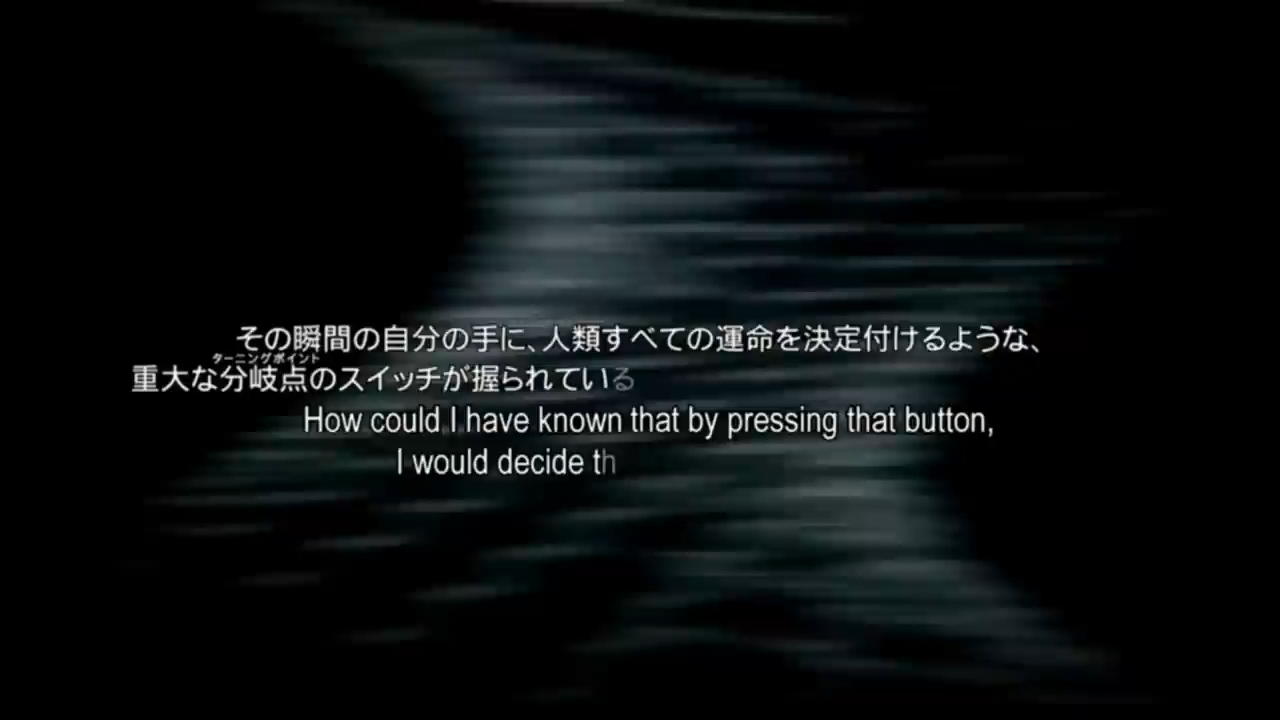 その瞬間の自分の手に、人類すべての運命を決定付けるような、
ターニングポイント
重大な分岐点のスイッチが握られている
How could I have known that by pressing that button,
I would decide th